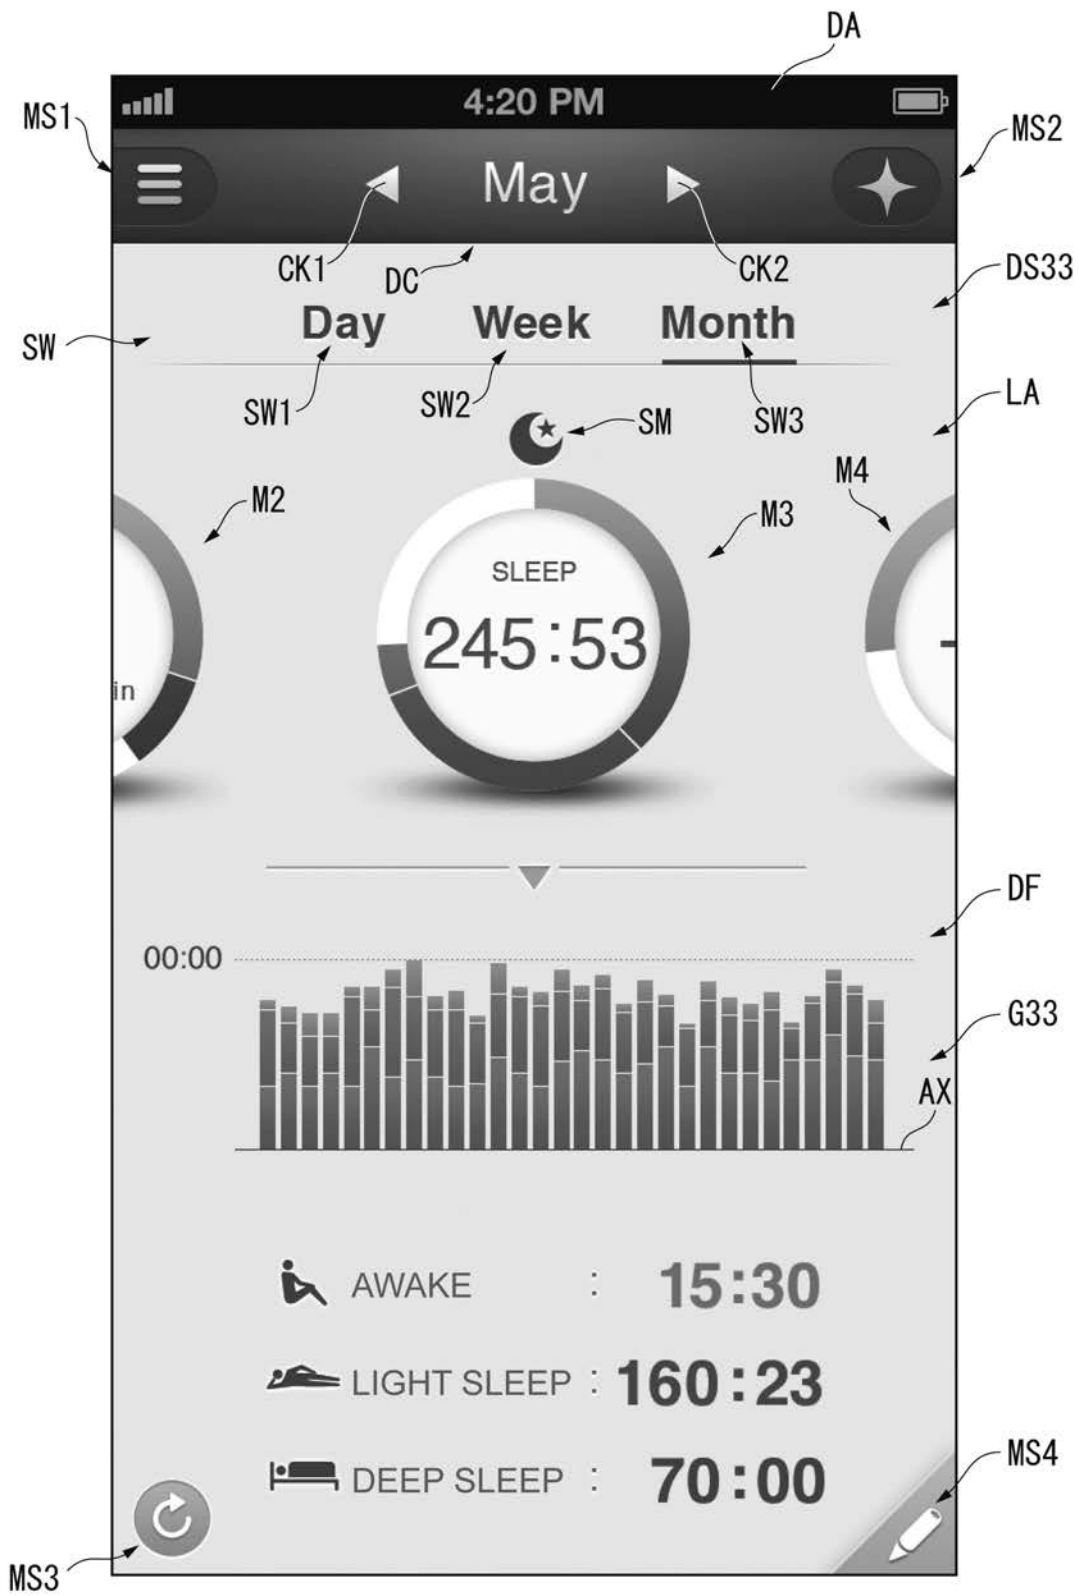 DA
MS1
4:20 PM
MS2
May
CK1
DC
CK2
DS33
SW
Day
Week
Month
SW1
SW2
SM
SW3
LA
M2
M4
M3
SLEEP
245:53
in
DF
00:00
G33
AX
AWAKE : 15:30
LIGHT SLEEP : 160:23
DEEP SLEEP : 70:00
MS4
MS3